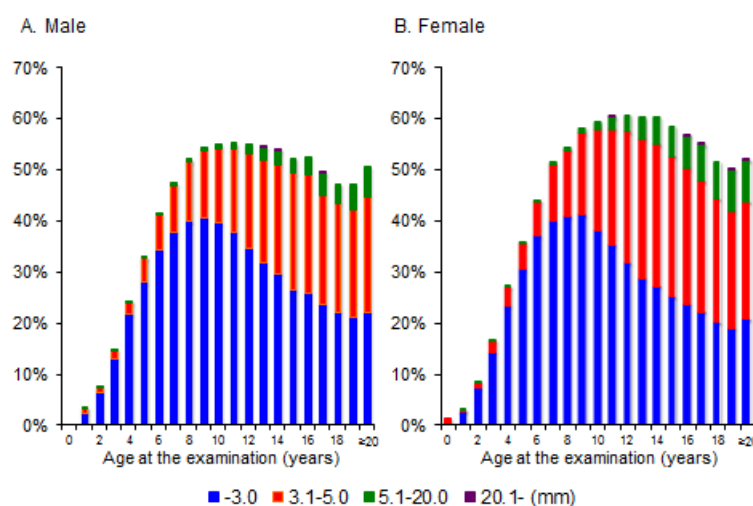 A. Male
B. Female
70%
60%
50%
40%
30%
20%
10%
0%
0 2 4 6 8 10 12 14 16 18 ≥20
Age at the examination (years)
70%
60%
50%
40%
30%
20%
10%
0%
0 2 4 6 8 10 12 14 16 18 ≥20
Age at the examination (years)
-3.0 3.1-5.0 5.1-20.0 20.1- (mm)